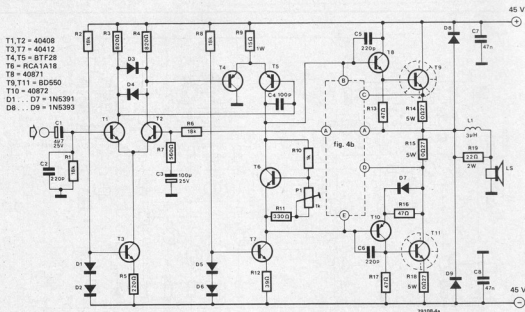 T1,T2 = 40408
T3,T7 = 40412
T4,T5 = BTF28
T6 = RCA1A18
T8 = 40871
T9,T11 = BD550
T10 = 40872
D1 ... D7 = 1N5391
D8 ... D9 = 1N5393
45 V
+
R2
18k
R3
820Ω
R4
820Ω
R8
18k
R9
15Ω
1W
D3
D4
T4
T5
C4
100µ
C5
220p
T8
B
C
T9
R13
47Ω
R14
5W
0Ω27
D8
C7
47n
C1
4µ7
25V
T1
T2
R6
18k
R1
18k
C2
220p
R7
560Ω
C3
100µ
25V
A
fig. 4b
A
R15
5W
0Ω27
L1
3µH
R19
22Ω
2W
LS
D
T6
R10
1k
P1
1k
R11
330Ω
E
D7
T10
R16
47Ω
T11
C6
220p
T3
R5
220Ω
D1
D2
D5
D6
T7
R12
39Ω
R17
47Ω
R18
5W
0Ω27
D9
C8
47n
45 V
−